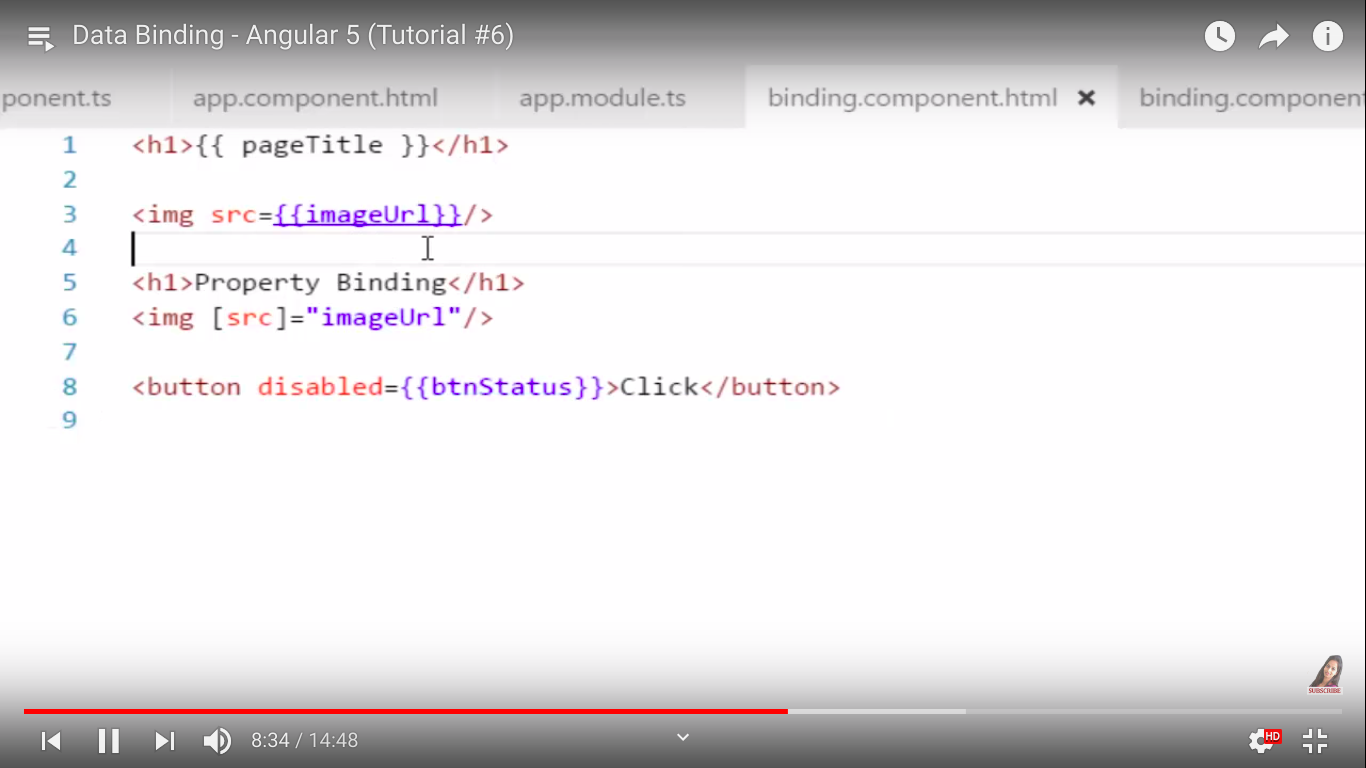 Data Binding - Angular 5 (Tutorial #6)
ponent.ts app.component.html app.module.ts binding.component.html binding.componen
1 <h1>{{ pageTitle }}</h1>
2
3 <img src={{imageUrl}}/>
4
5 <h1>Property Binding</h1>
6 <img [src]="imageUrl"/>
7
8 <button disabled={{btnStatus}}>Click</button>
9
SUBSCRIBE
8:34 / 14:48 HD